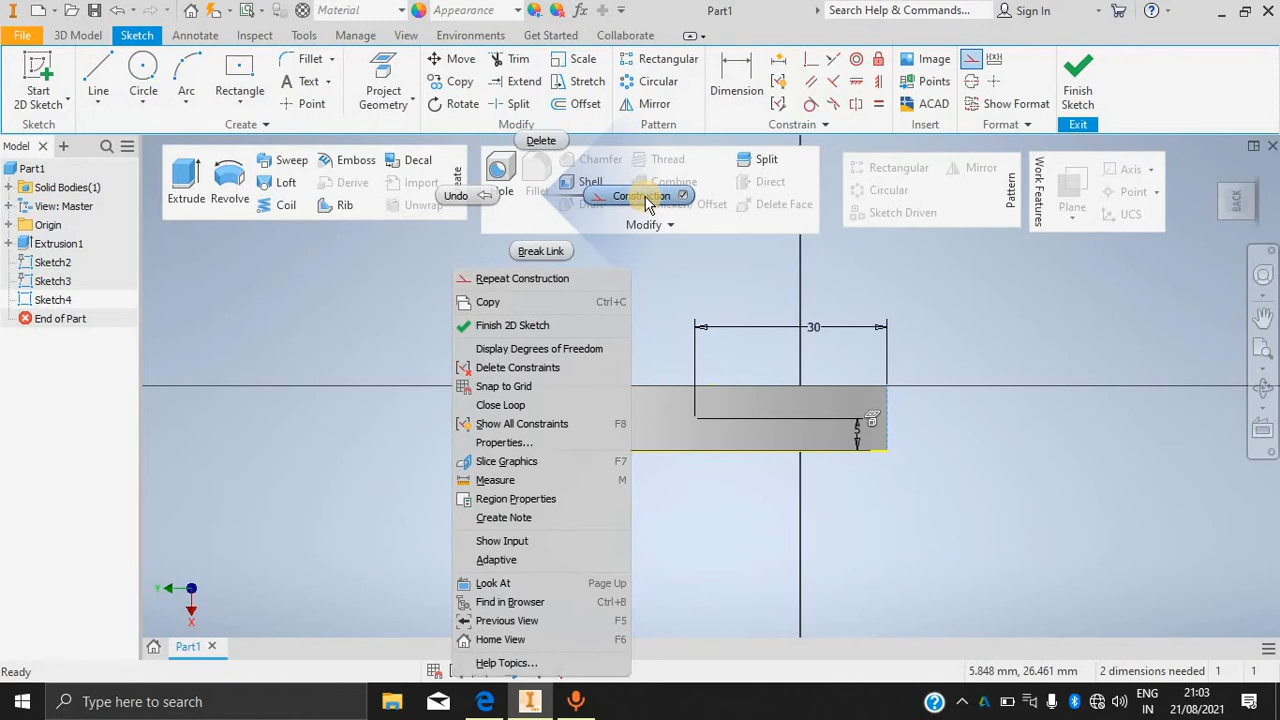 PRO
Material
Appearance
Part1
Search Help & Commands...
Sign In
File
3D Model
Sketch
Annotate
Inspect
Tools
Manage
View
Environments
Get Started
Collaborate
Start
2D Sketch
Line
Circle
Arc
Rectangle
Fillet
Text
Point
Project
Geometry
Move
Copy
Rotate
Trim
Extend
Split
Scale
Stretch
Offset
Rectangular
Circular
Mirror
Dimension
Image
Points
ACAD
Show Format
Finish
Sketch
Sketch
Create
Modify
Pattern
Constrain
Insert
Format
Exit
Model
Part1
Solid Bodies(1)
View: Master
Origin
Extrusion1
Sketch2
Sketch3
Sketch4
End of Part
Extrude
Revolve
Sweep
Loft
Coil
Emboss
Derive
Rib
Decal
Import
Unwrap
Delete
Undo
Construction
Break Link
Chamfer
Shell
Thread
Combine
Split
Direct
Delete Face
Modify
Rectangular
Circular
Sketch Driven
Mirror
Pattern
Work Features
Plane
Axis
Point
UCS
BACK
Repeat Construction
Copy Ctrl+C
Finish 2D Sketch
Display Degrees of Freedom
Delete Constraints
Snap to Grid
Close Loop
Show All Constraints F8
Properties...
Slice Graphics F7
Measure M
Region Properties
Create Note
Show Input
Adaptive
Look At Page Up
Find in Browser Ctrl+B
Previous View F5
Home View F6
Help Topics...
30
5
Y
X
Part1
Ready
5.848 mm, 26.461 mm
2 dimensions needed
1
1
Type here to search
ENG
IN
21:03
21/08/2021